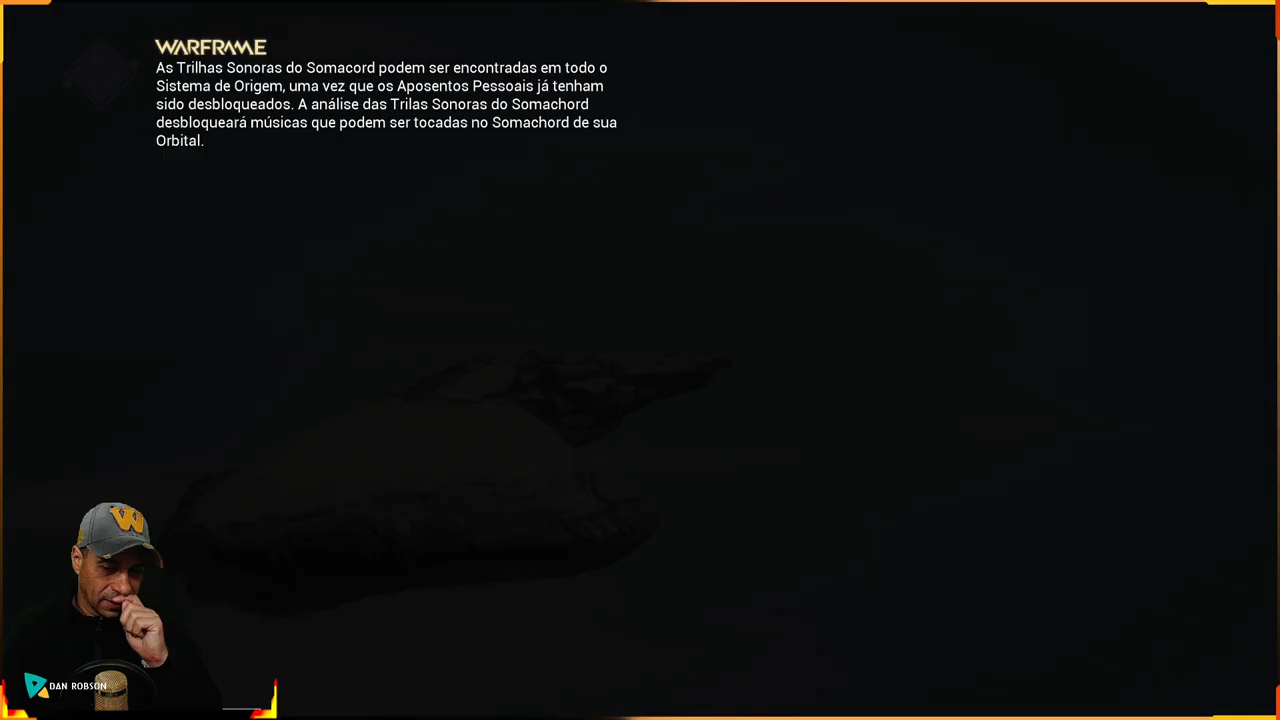 WARFRAME
As Trilhas Sonoras do Somacord podem ser encontradas em todo o
Sistema de Origem, uma vez que os Aposentos Pessoais já tenham
sido desbloqueados. A análise das Trilas Sonoras do Somachord
desbloqueará músicas que podem ser tocadas no Somachord de sua
Orbital.
W
DAN ROBSON